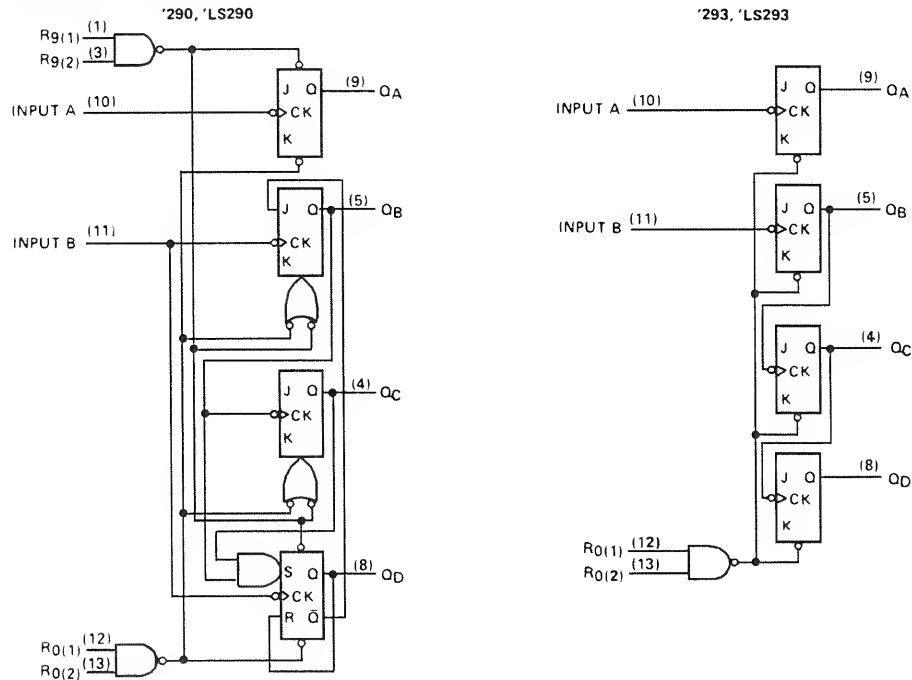 '290, 'LS290
R9(1) (1)
R9(2) (3)
J Q (9) QA
INPUT A (10) CK
K
J Q (5) QB
INPUT B (11) CK
K
J Q (4) QC
CK
K
S Q (8) QD
CK
R Q̄
R0(1) (12)
R0(2) (13)
'293, 'LS293
J Q (9) QA
INPUT A (10) CK
K
J Q (5) QB
INPUT B (11) CK
K
J Q (4) QC
CK
K
J Q (8) QD
CK
K
R0(1) (12)
R0(2) (13)